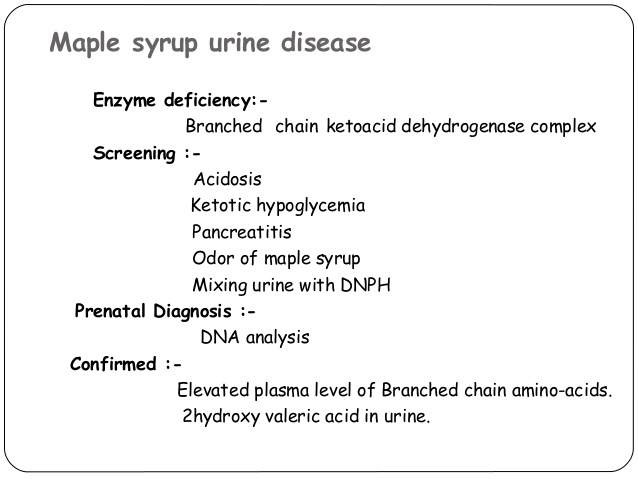 Maple syrup urine disease
Enzyme deficiency:-
Branched chain ketoacid dehydrogenase complex
Screening :-
Acidosis
Ketotic hypoglycemia
Pancreatitis
Odor of maple syrup
Mixing urine with DNPH
Prenatal Diagnosis :-
DNA analysis
Confirmed :-
Elevated plasma level of Branched chain amino-acids.
2hydroxy valeric acid in urine.